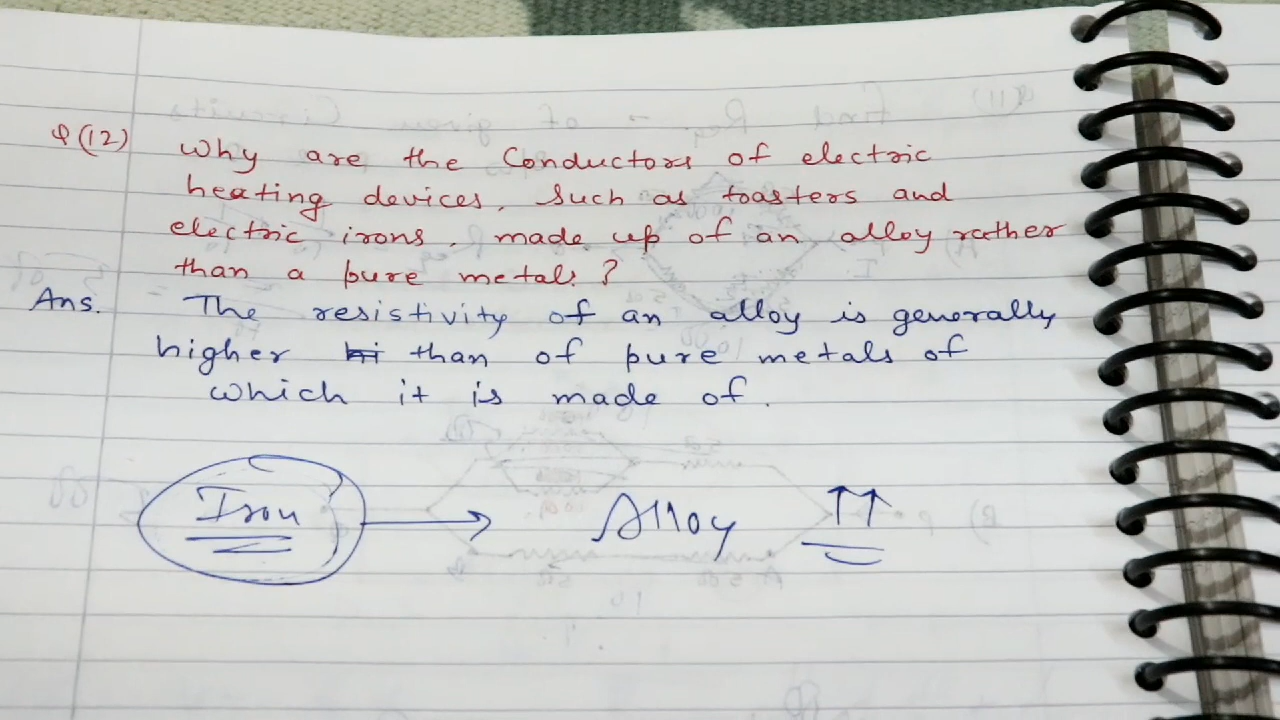 Q(12) Why are the Conductors of electric
heating devices, Such as toasters and
electric irons, made up of an alloy rather
than a pure metal?
Ans. The resistivity of an alloy is generally
higher than of pure metals of
which it is made of.
Iron → Alloy ↑↑